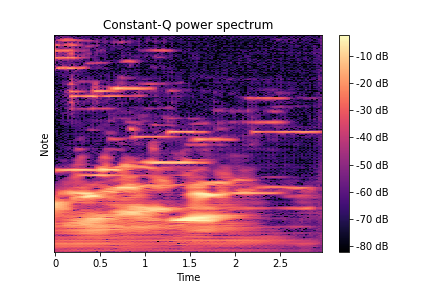 Constant-Q power spectrum
Note
0
0.5
1
1.5
2
2.5
Time
-10 dB
-20 dB
-30 dB
-40 dB
-50 dB
-60 dB
-70 dB
-80 dB